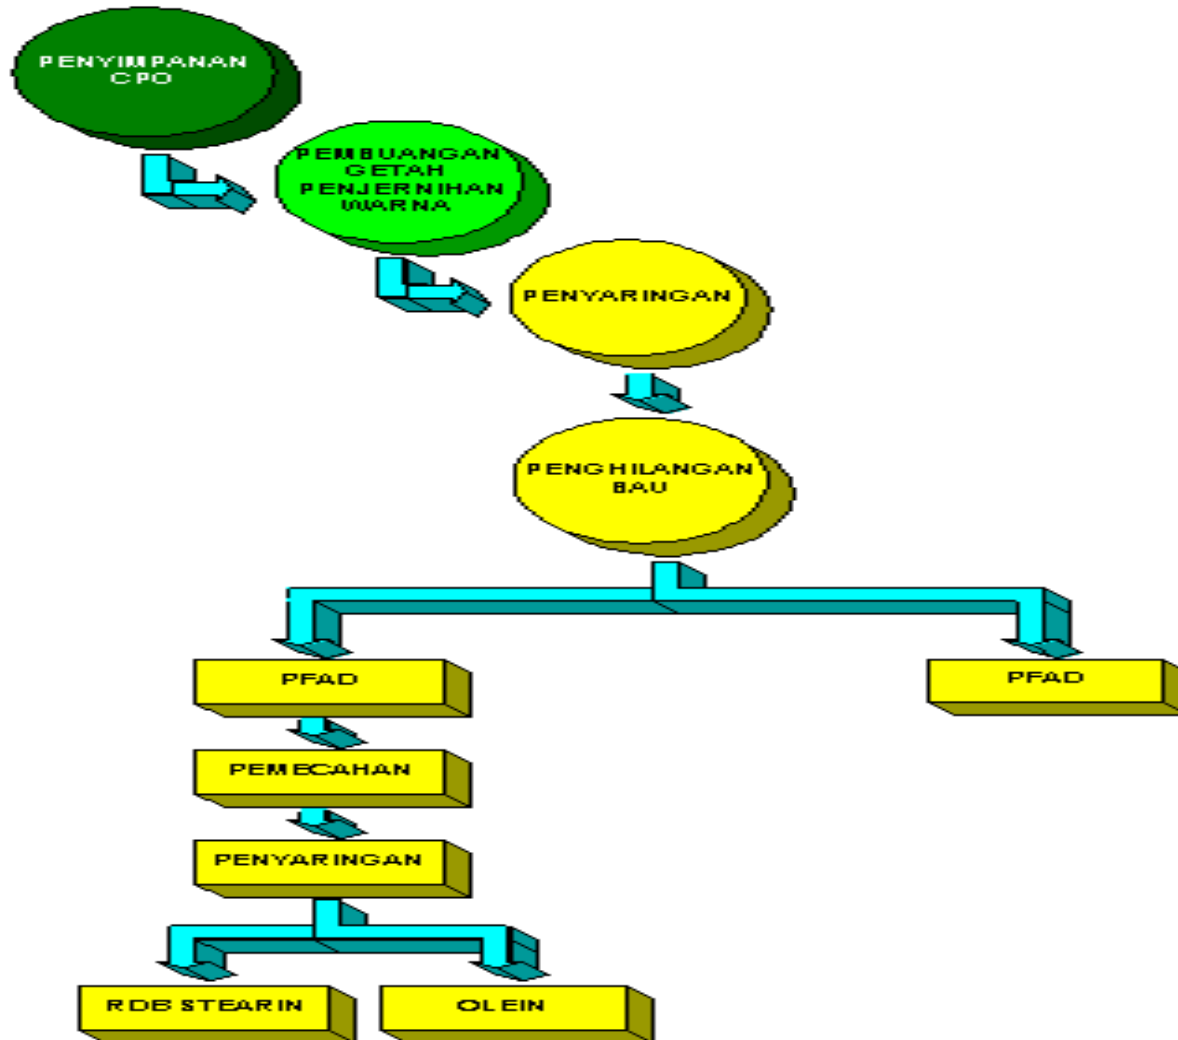 PENYIMPANAN
CPO
PEMBUANGAN
GETAH
PENJERNIHAN
WARNA
PENYARINGAN
PENGHILANGAN
BAU
PFAD
PFAD
PEMECAHAN
PENYARINGAN
RDB STEARIN
OLEIN